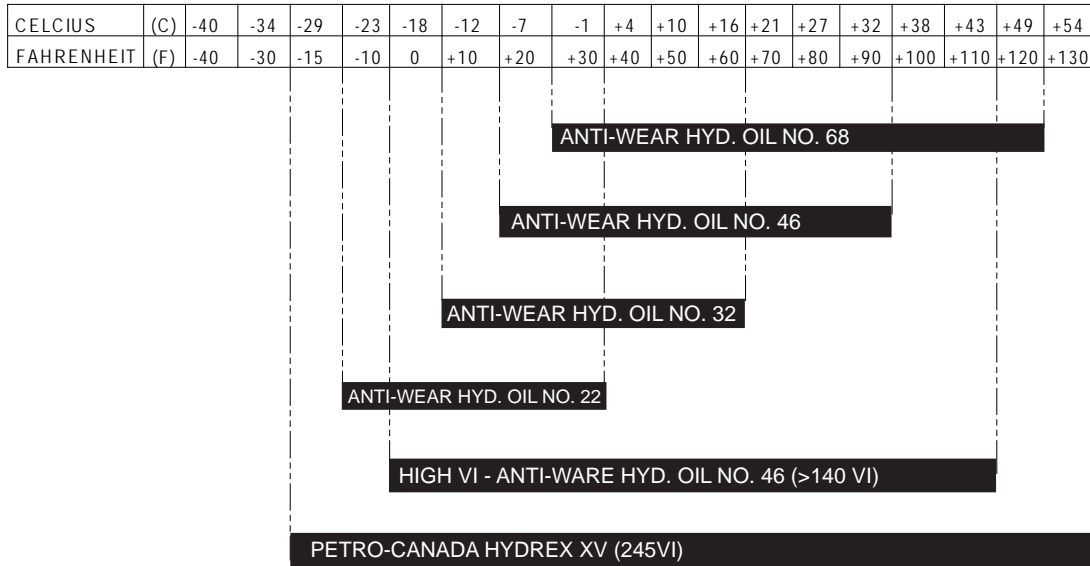 CELCIUS (C) -40 -34 -29 -23 -18 -12 -7 -1 +4 +10 +16 +21 +27 +32 +38 +43 +49 +54
FAHRENHEIT (F) -40 -30 -15 -10 0 +10 +20 +30 +40 +50 +60 +70 +80 +90 +100 +110 +120 +130
ANTI-WEAR HYD. OIL NO. 68
ANTI-WEAR HYD. OIL NO. 46
ANTI-WEAR HYD. OIL NO. 32
ANTI-WEAR HYD. OIL NO. 22
HIGH VI - ANTI-WARE HYD. OIL NO. 46 (>140 VI)
PETRO-CANADA HYDREX XV (245VI)